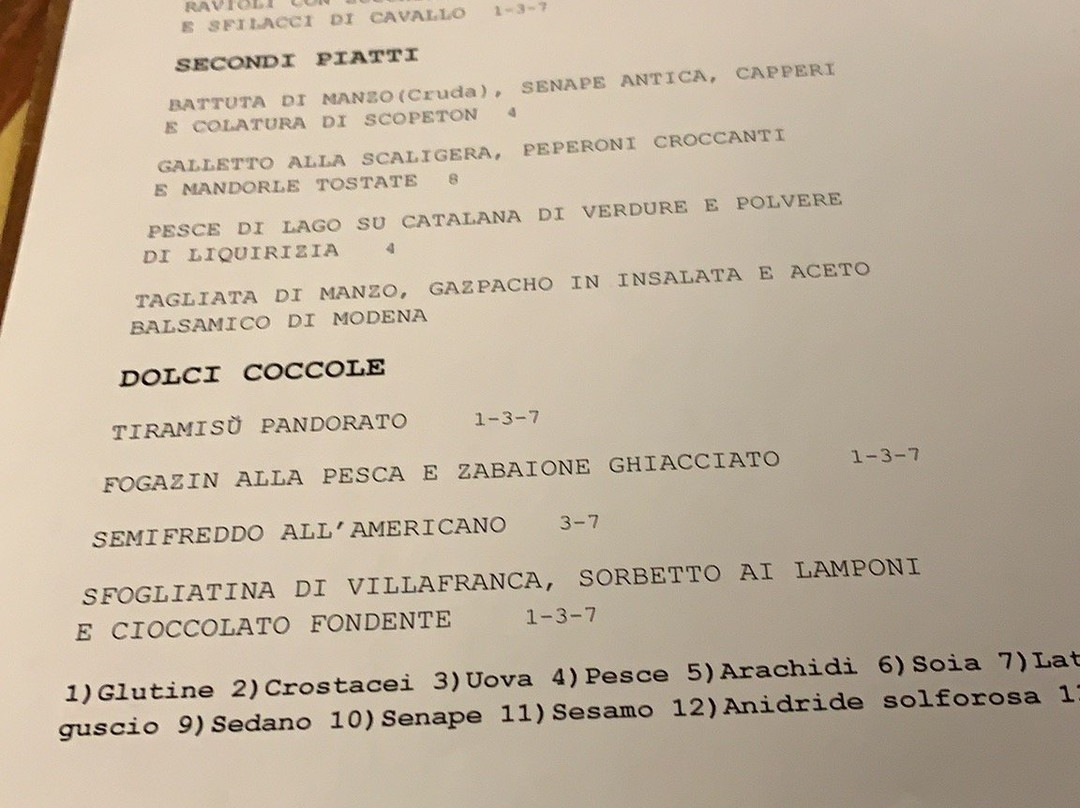 RAVIOLI CON
E SFILACCI DI CAVALLO 1-3-7
SECONDI PIATTI
BATTUTA DI MANZO(Cruda), SENAPE ANTICA, CAPPERI
E COLATURA DI SCOPETON 4
GALLETTO ALLA SCALIGERA, PEPERONI CROCCANTI
E MANDORLE TOSTATE 8
PESCE DI LAGO SU CATALANA DI VERDURE E POLVERE
DI LIQUIRIZIA 4
TAGLIATA DI MANZO, GAZPACHO IN INSALATA E ACETO
BALSAMICO DI MODENA
DOLCI COCCOLE
TIRAMISŬ PANDORATO 1-3-7
FOGAZIN ALLA PESCA E ZABAIONE GHIACCIATO 1-3-7
SEMIFREDDO ALL'AMERICANO 3-7
SFOGLIATINA DI VILLAFRANCA, SORBETTO AI LAMPONI
E CIOCCOLATO FONDENTE 1-3-7
1)Glutine 2)Crostacei 3)Uova 4)Pesce 5)Arachidi 6)Soia 7)Lat
guscio 9)Sedano 10)Senape 11)Sesamo 12)Anidride solforosa